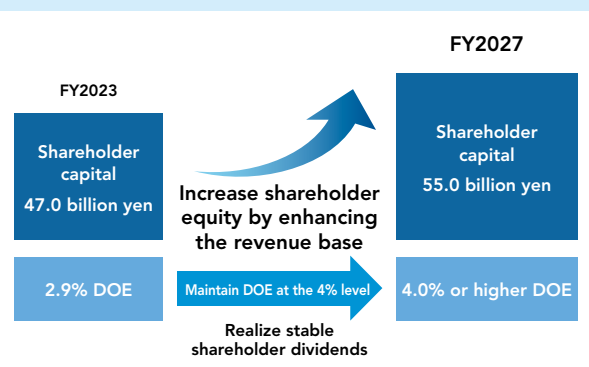 FY2023
FY2027
Shareholder
capital
47.0 billion yen
Increase shareholder
equity by enhancing
the revenue base
Shareholder
capital
55.0 billion yen
2.9% DOE
Maintain DOE at the 4% level
4.0% or higher DOE
Realize stable
shareholder dividends